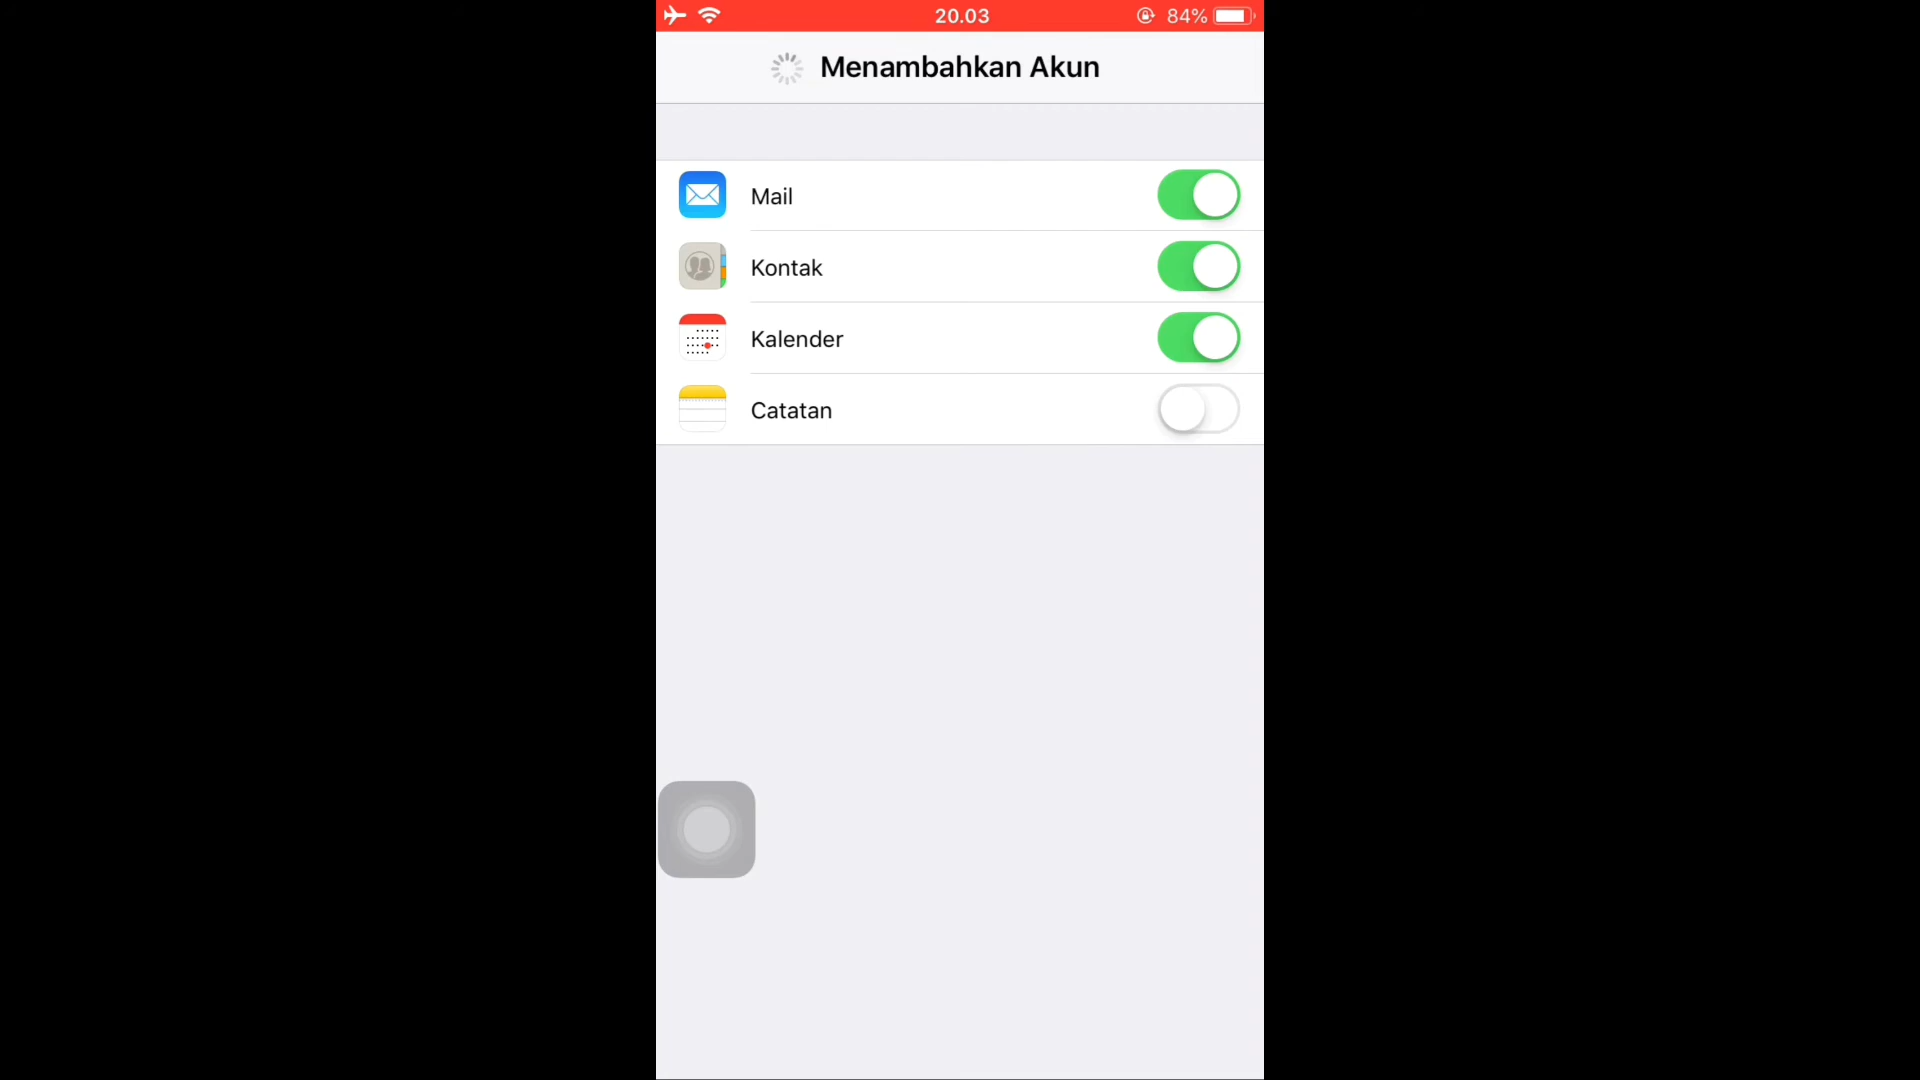 20.03
84%
Menambahkan Akun
Mail
Kontak
Kalender
Catatan